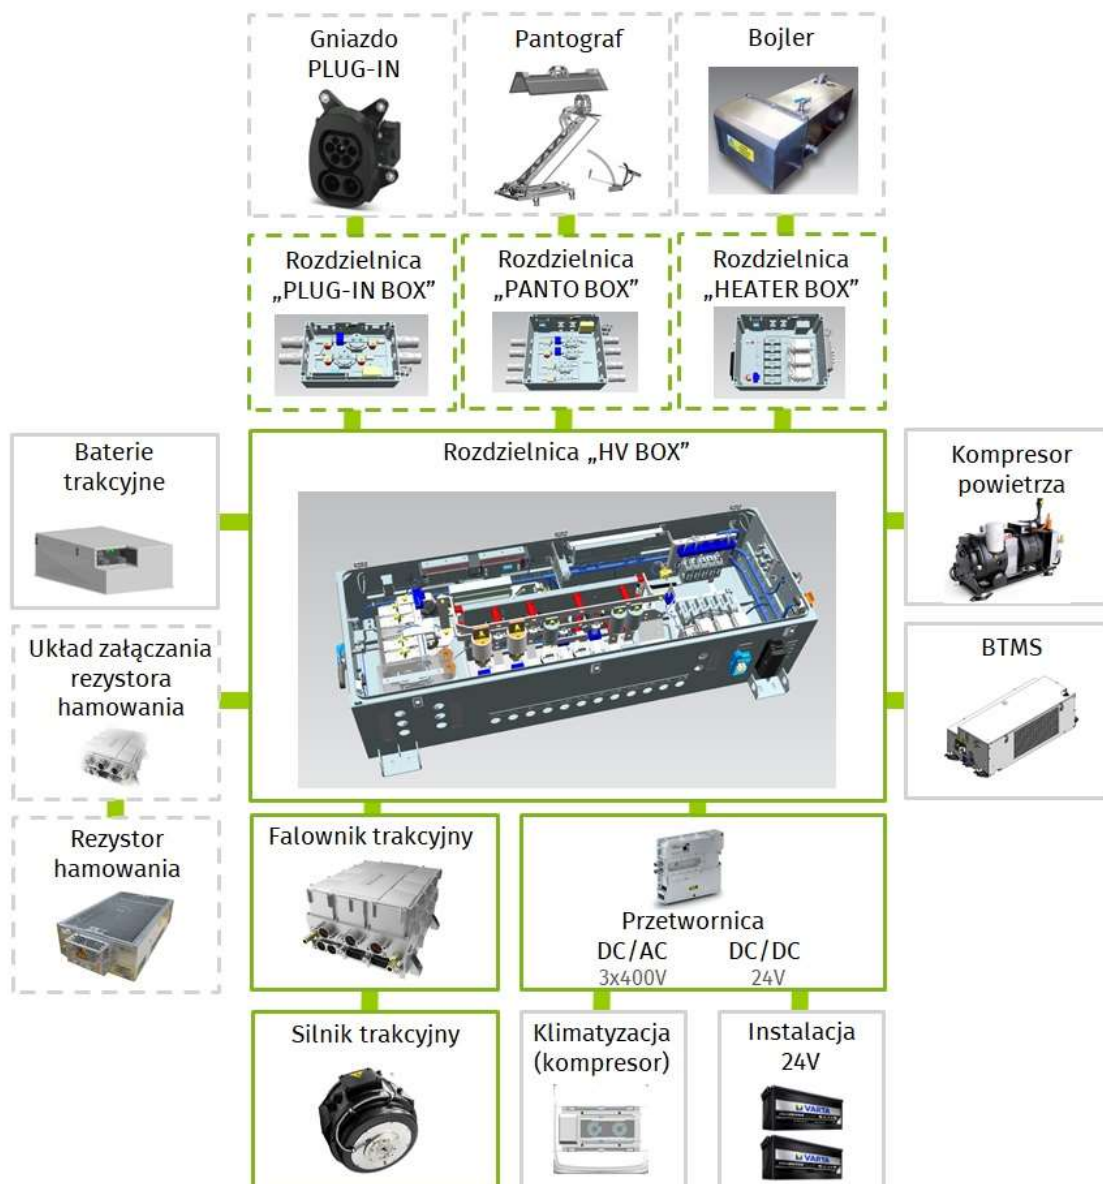 Gniazdo
PLUG-IN
Pantograf
Bojler
Rozdzielnica
„PLUG-IN BOX”
Rozdzielnica
„PANTO BOX”
Rozdzielnica
„HEATER BOX”
Baterie
trakcyjne
Rozdzielnica „HV BOX”
Kompresor
powietrza
Układ załączania
rezystora
hamowania
BTMS
Rezystor
hamowania
Falownik trakcyjny
Przetwornica
DC/AC DC/DC
3x400V 24V
Silnik trakcyjny
Klimatyzacja
(kompresor)
Instalacja
24V
VARTA
VARTA